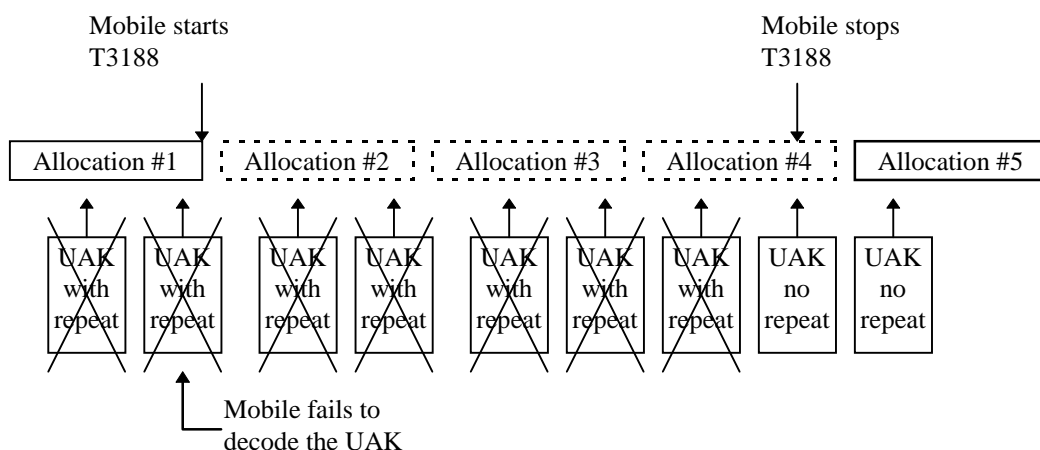 Mobile starts
T3188
Mobile stops
T3188
Allocation #1
Allocation #2
Allocation #3
Allocation #4
Allocation #5
UAK
with
repeat
UAK
with
repeat
UAK
with
repeat
UAK
with
repeat
UAK
with
repeat
UAK
with
repeat
UAK
with
repeat
UAK
no
repeat
UAK
no
repeat
Mobile fails to
decode the UAK